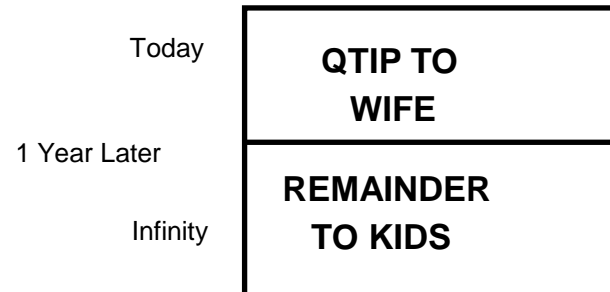 Today
QTIP TO
WIFE
1 Year Later
REMAINDER
TO KIDS
Infinity